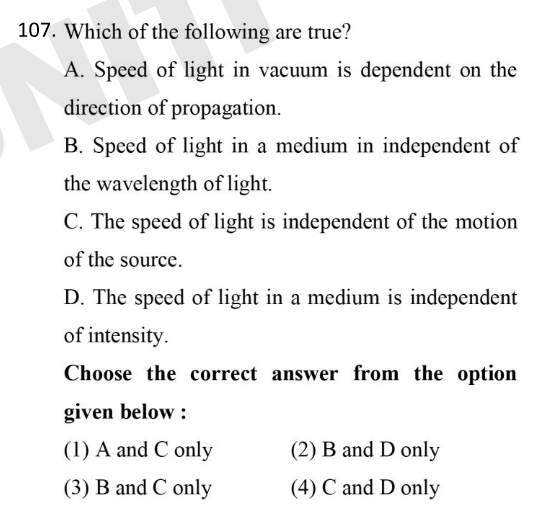 107. Which of the following are true?
A. Speed of light in vacuum is dependent on the
direction of propagation.
B. Speed of light in a medium in independent of
the wavelength of light.
C. The speed of light is independent of the motion
of the source.
D. The speed of light in a medium is independent
of intensity.
Choose the correct answer from the option
given below :
(1) A and C only (2) B and D only
(3) B and C only (4) C and D only